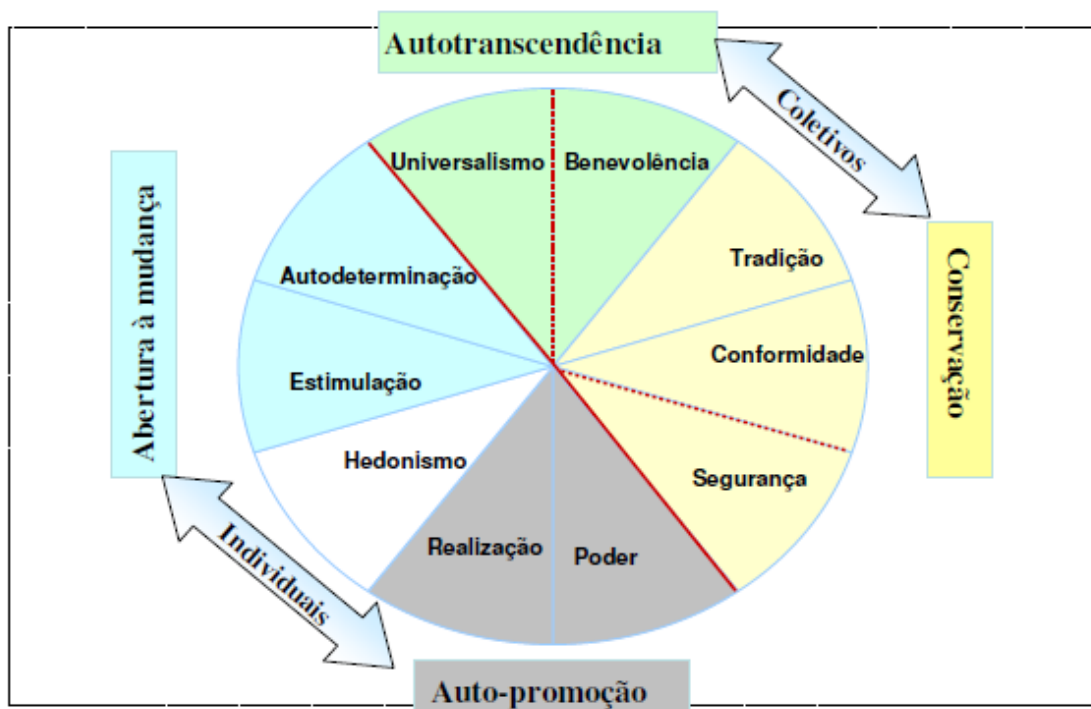 Autotranscendência
Coletivos
Universalismo
Benevolência
Abertura à mudança
Tradição
Autodeterminação
Conformidade
Conservação
Estimulação
Hedonismo
Segurança
Realização
Poder
Individuais
Auto-promoção